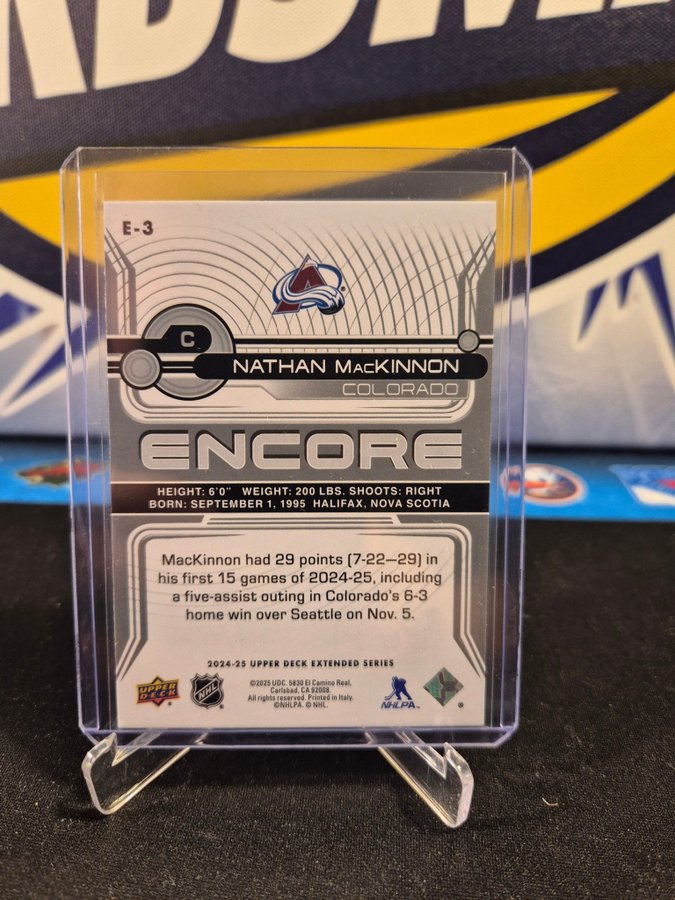 E-3
C
NATHAN MacKINNON
COLORADO
ENCORE
HEIGHT: 6'0" WEIGHT: 200 LBS. SHOOTS: RIGHT
BORN: SEPTEMBER 1, 1995 HALIFAX, NOVA SCOTIA
MacKinnon had 29 points (7-22—29) in
his first 15 games of 2024-25, including
a five-assist outing in Colorado's 6-3
home win over Seattle on Nov. 5.
2024-25 UPPER DECK EXTENDED SERIES
©2025 UDC. 5830 El Camino Real,
Carlsbad, CA 92008.
All rights reserved. Printed in Italy.
©NHLPA. © NHL.
UPPER
DECK
NHL
NHLPA